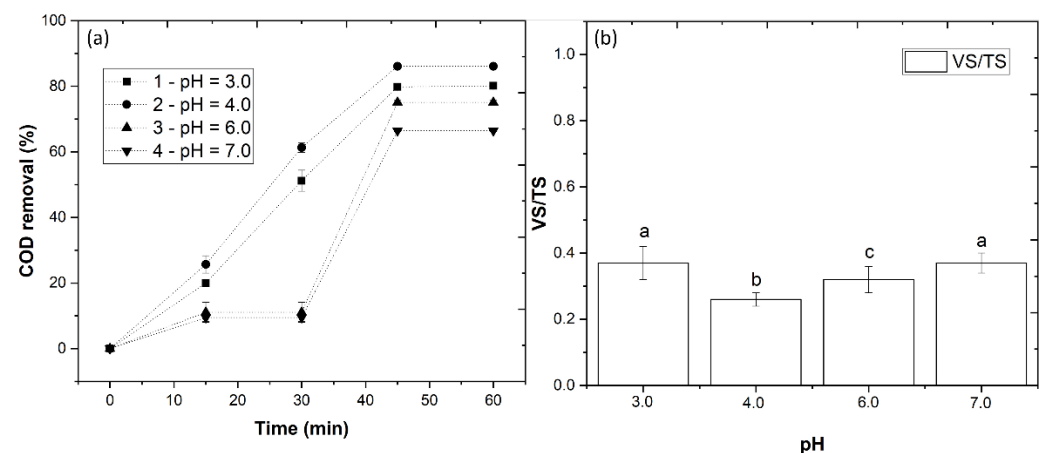 (a)
1 - pH = 3.0
2 - pH = 4.0
3 - pH = 6.0
4 - pH = 7.0
COD removal (%)
100
80
60
40
20
0
0 10 20 30 40 50 60
Time (min)
(b)
VS/TS
VS/TS
1.0
0.8
0.6
0.4
0.2
0.0
a
b
c
a
3.0 4.0 6.0 7.0
pH